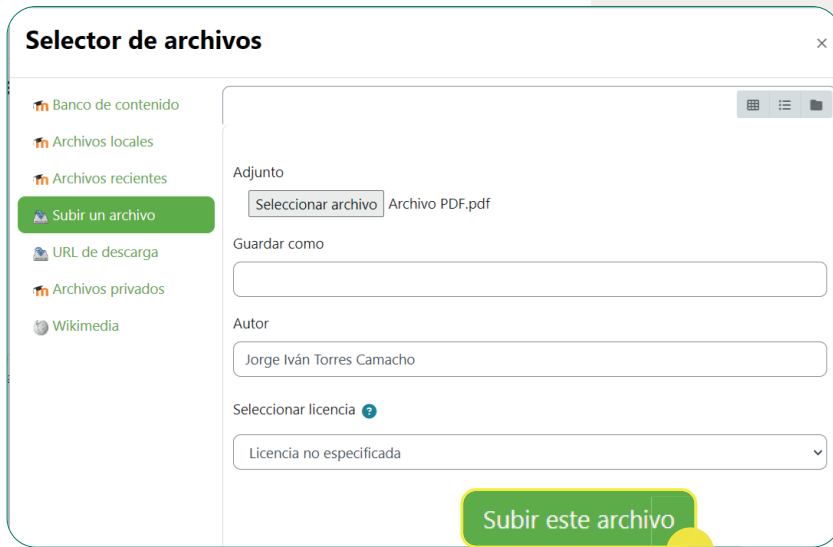 Selector de archivos
×
Banco de contenido
Archivos locales
Archivos recientes
Subir un archivo
URL de descarga
Archivos privados
Wikimedia
Adjunto
Seleccionar archivo Archivo PDF.pdf
Guardar como
Autor
Jorge Iván Torres Camacho
Seleccionar licencia ?
Licencia no especificada
Subir este archivo